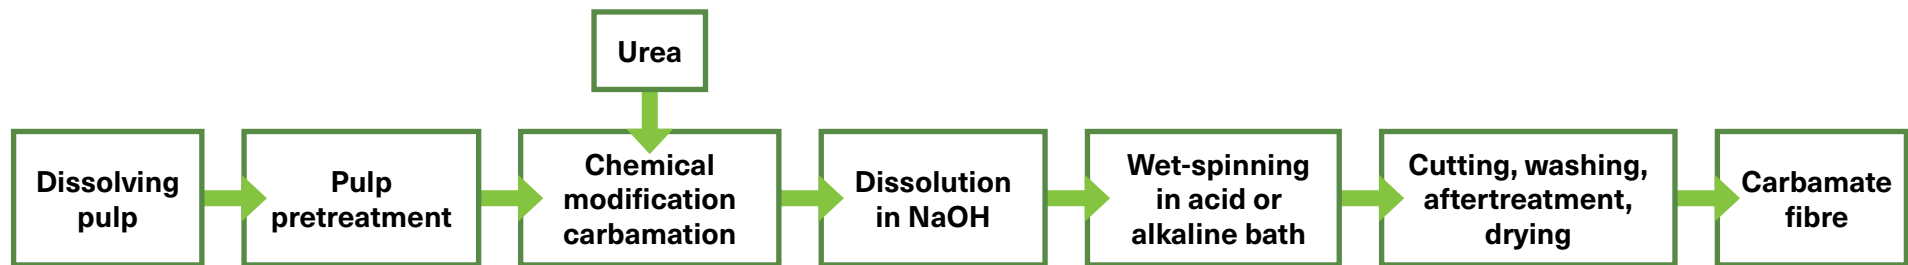 Urea
Dissolving
pulp
Pulp
pretreatment
Chemical
modification
carbamation
Dissolution
in NaOH
Wet-spinning
in acid or
alkaline bath
Cutting, washing,
aftertreatment,
drying
Carbamate
fibre